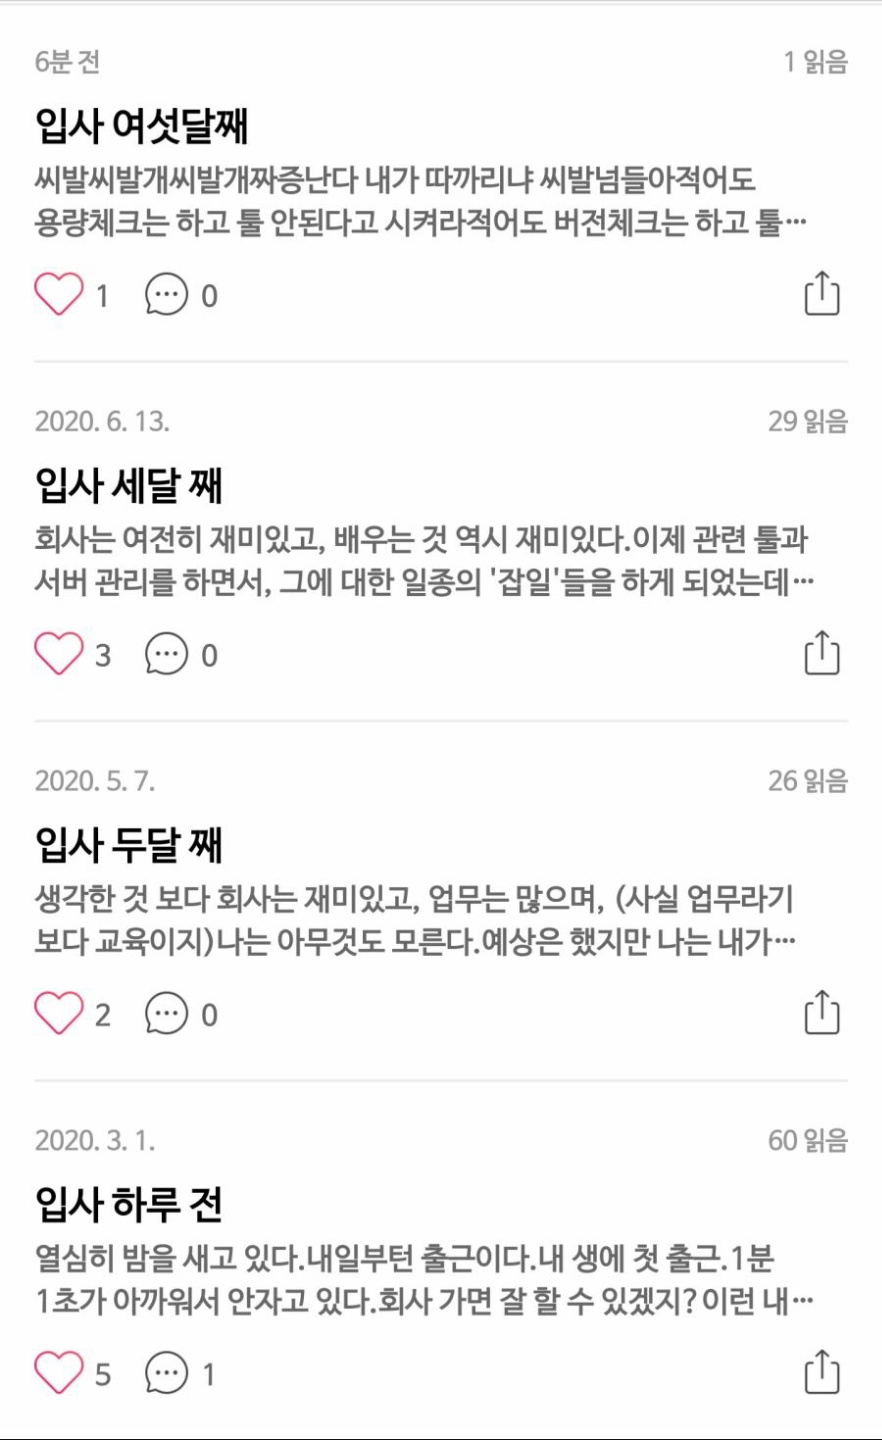 6분 전 1 읽음
입사 여섯달째
씨발씨발개씨발개짜증난다 내가 따까리냐 씨발넘들아적어도
용량체크는 하고 툴 안된다고 시켜라적어도 버전체크는 하고 툴…
1 0
2020. 6. 13. 29 읽음
입사 세달 째
회사는 여전히 재미있고, 배우는 것 역시 재미있다.이제 관련 툴과
서버 관리를 하면서, 그에 대한 일종의 '잡일'들을 하게 되었는데…
3 0
2020. 5. 7. 26 읽음
입사 두달 째
생각한 것 보다 회사는 재미있고, 업무는 많으며, (사실 업무라기
보다 교육이지)나는 아무것도 모른다.예상은 했지만 나는 내가…
2 0
2020. 3. 1. 60 읽음
입사 하루 전
열심히 밤을 새고 있다.내일부턴 출근이다.내 생에 첫 출근.1분
1초가 아까워서 안자고 있다.회사 가면 잘 할 수 있겠지? 이런 내…
5 1